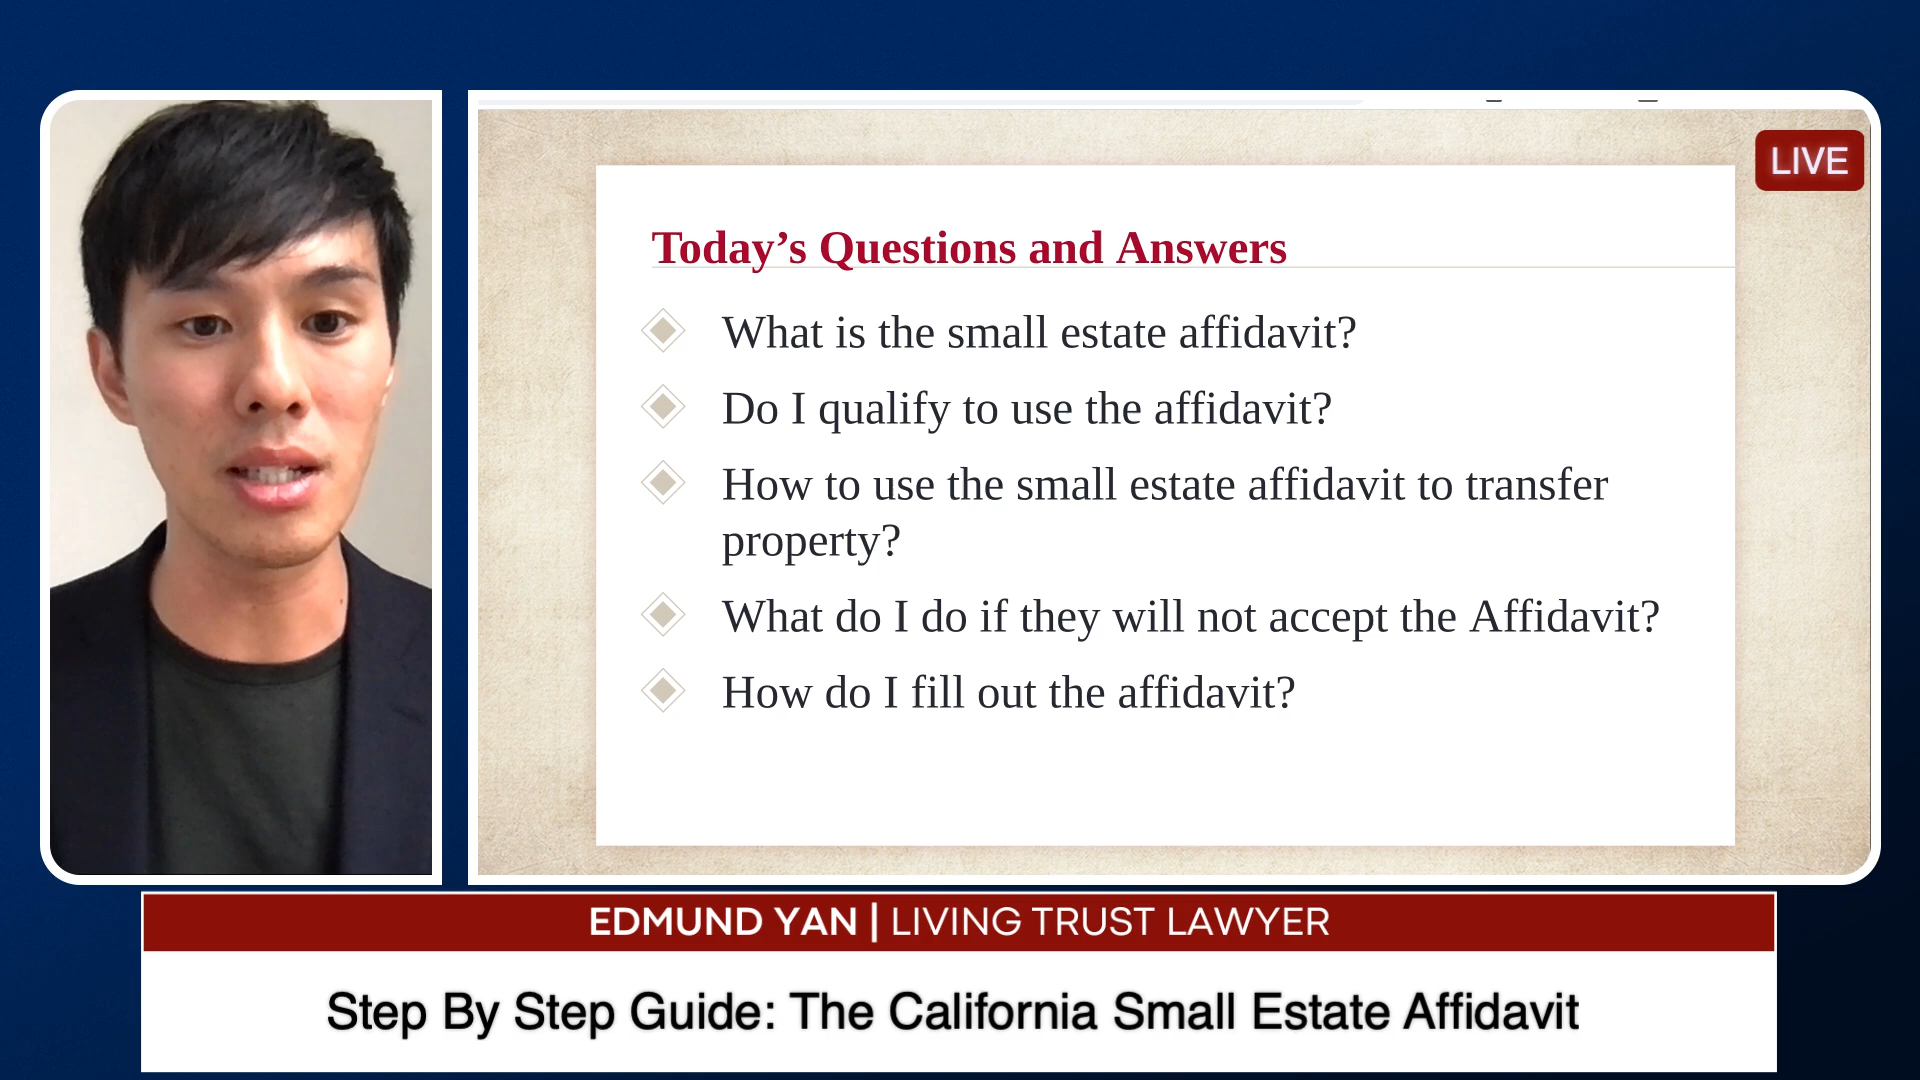 LIVE
Today’s Questions and Answers
What is the small estate affidavit?
Do I qualify to use the affidavit?
How to use the small estate affidavit to transfer
property?
What do I do if they will not accept the Affidavit?
How do I fill out the affidavit?
EDMUND YAN | LIVING TRUST LAWYER
Step By Step Guide: The California Small Estate Affidavit